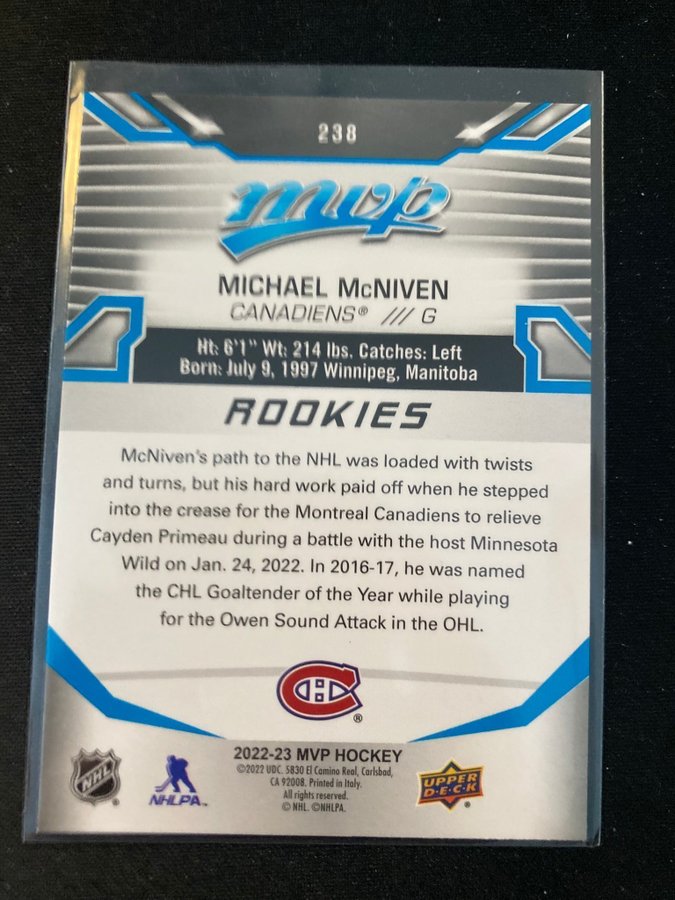 238
mvp
MICHAEL McNIVEN
CANADIENS® /// G
Ht: 6'1" Wt: 214 lbs. Catches: Left
Born: July 9, 1997 Winnipeg, Manitoba
ROOKIES
McNiven's path to the NHL was loaded with twists
and turns, but his hard work paid off when he stepped
into the crease for the Montreal Canadiens to relieve
Cayden Primeau during a battle with the host Minnesota
Wild on Jan. 24, 2022. In 2016-17, he was named
the CHL Goaltender of the Year while playing
for the Owen Sound Attack in the OHL.
CH ®
2022-23 MVP HOCKEY
©2022 UDC. 5830 El Camino Real, Carlsbad,
CA 92008. Printed in Italy.
All rights reserved.
© NHL. ©NHLPA.
NHL ®
NHLPA™
UPPER
D·E·C·K ®